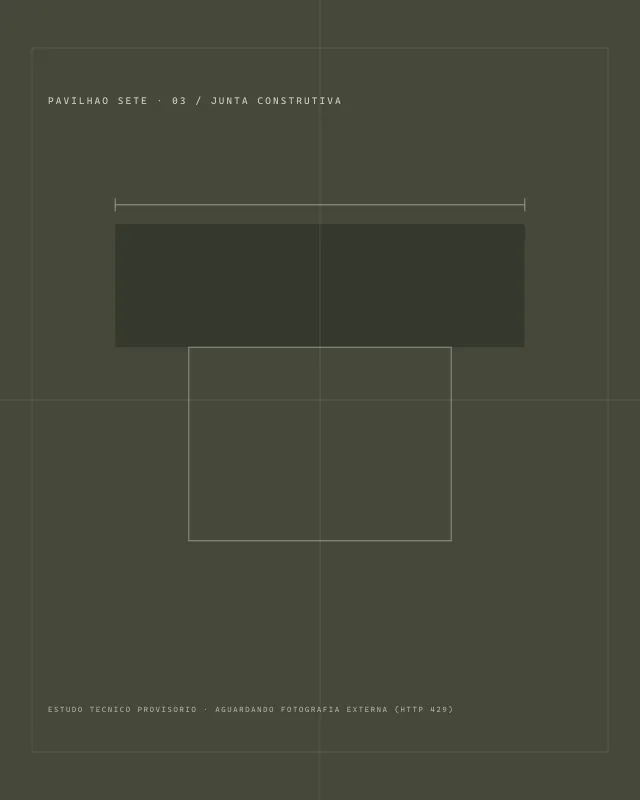 PAVILHAO SETE · 03 / JUNTA CONSTRUTIVA
ESTUDO TECNICO PROVISORIO · AGUARDANDO FOTOGRAFIA EXTERNA (HTTP 429)